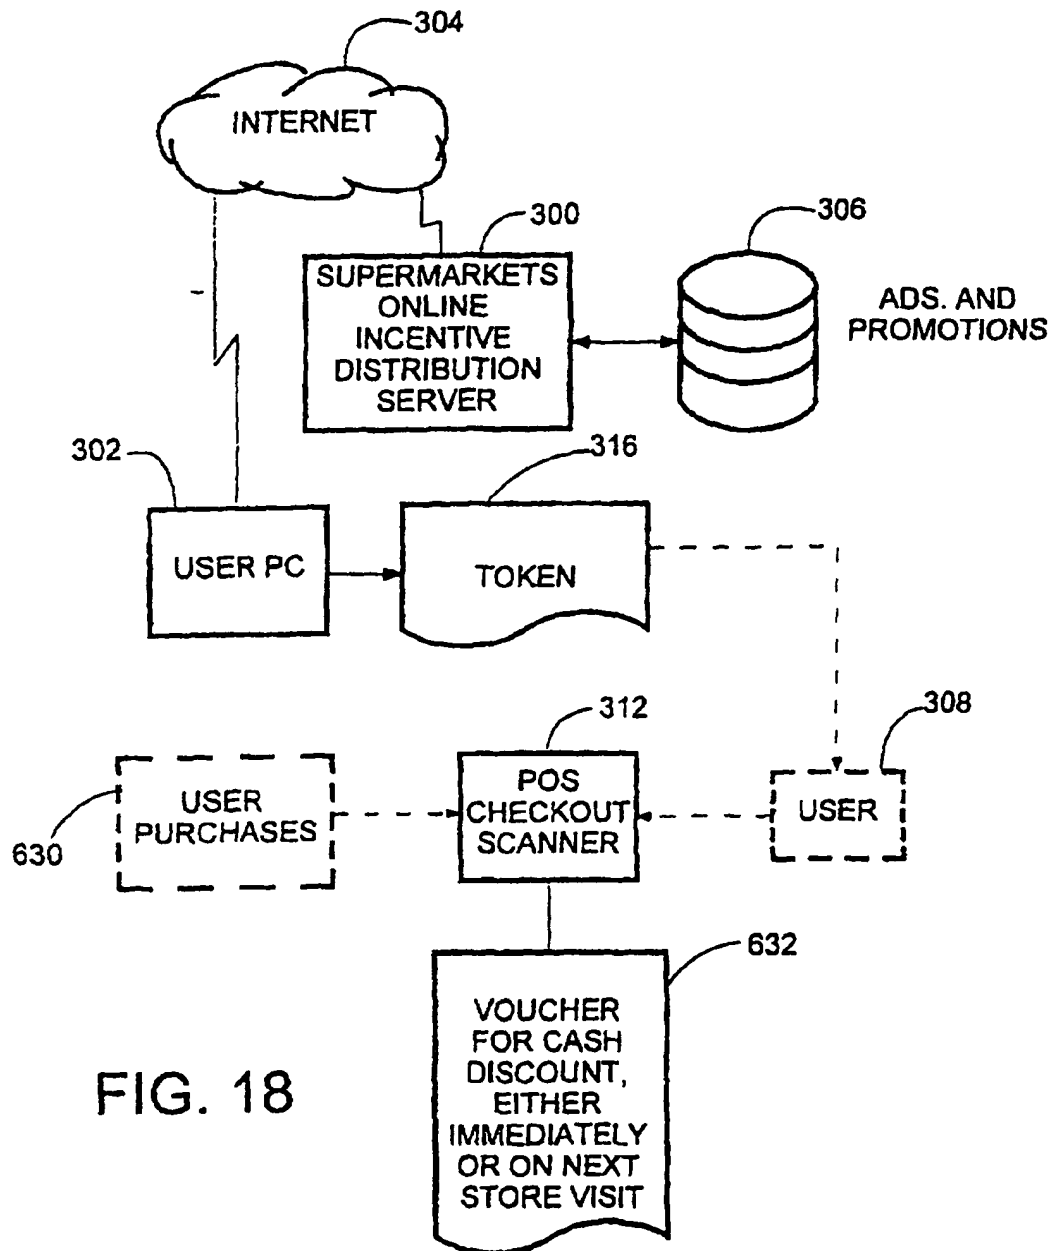 304
INTERNET
300
306
SUPERMARKETS
ONLINE
INCENTIVE
DISTRIBUTION
SERVER
ADS. AND
PROMOTIONS
302
316
USER PC
TOKEN
312
308
USER
PURCHASES
POS
CHECKOUT
SCANNER
USER
630
632
VOUCHER
FOR CASH
DISCOUNT,
EITHER
IMMEDIATELY
OR ON NEXT
STORE VISIT
FIG. 18